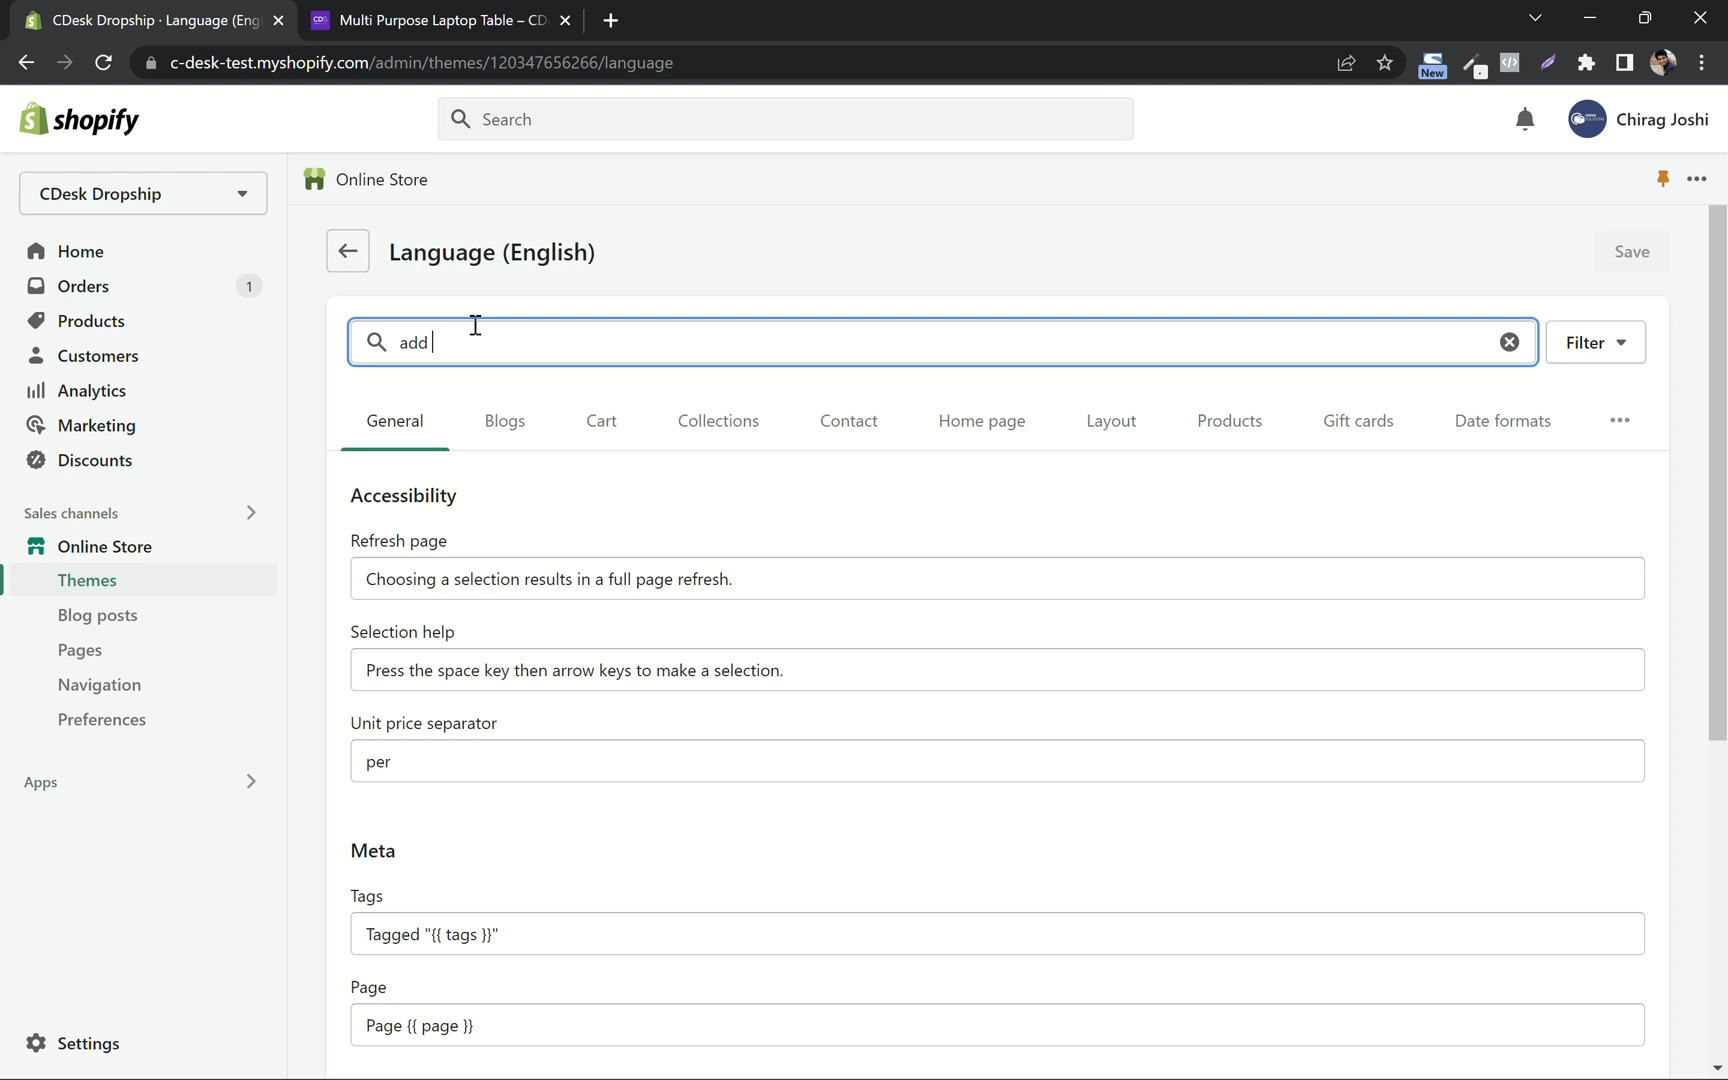 CDesk Dropship · Language (Eng
CDS
Multi Purpose Laptop Table – CD
c-desk-test.myshopify.com/admin/themes/120347656266/language
New
shopify
Search
Chirag Joshi
CDesk Dropship
Online Store
Home
Orders 1
Products
Customers
Analytics
Marketing
Discounts
Sales channels
Online Store
Themes
Blog posts
Pages
Navigation
Preferences
Apps
Settings
Language (English)
Save
add
Filter
General Blogs Cart Collections Contact Home page Layout Products Gift cards Date formats
Accessibility
Refresh page
Choosing a selection results in a full page refresh.
Selection help
Press the space key then arrow keys to make a selection.
Unit price separator
per
Meta
Tags
Tagged "{{ tags }}"
Page
Page {{ page }}